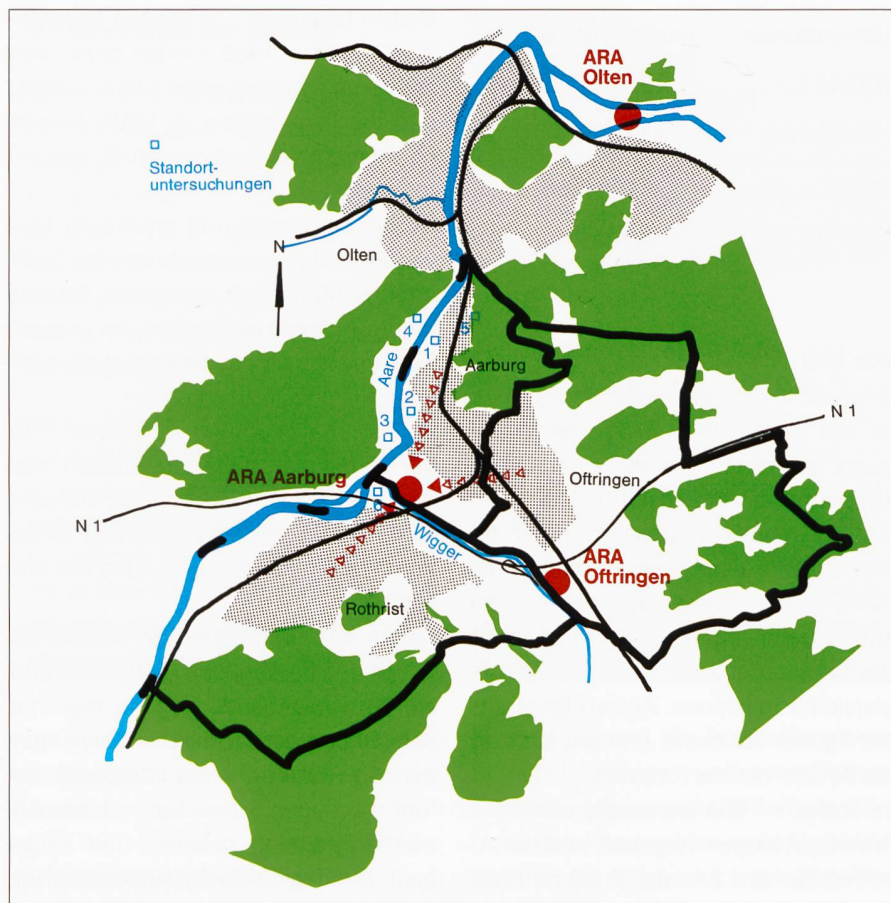 ARA
Olten
Standort-
untersuchungen
N
Olten
4
1
5
Aare
Aarburg
2
3
N 1
ARA Aarburg
Oftringen
6
N 1
Wigger
ARA
Oftringen
Rothrist